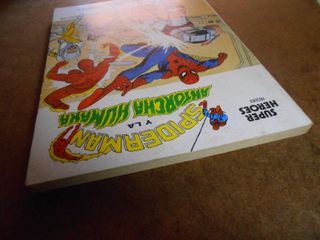 SUPER
HEROES
SPIDERMAN
Y LA
ANTORCHA HUMANA